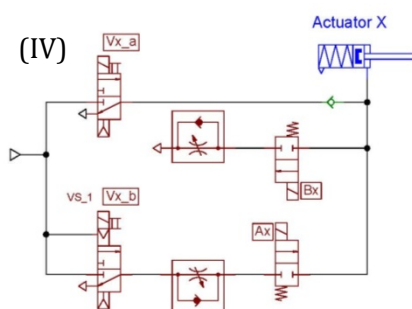 (IV)
Vx_a
Actuator X
Bx
VS_1
Vx_b
Ax